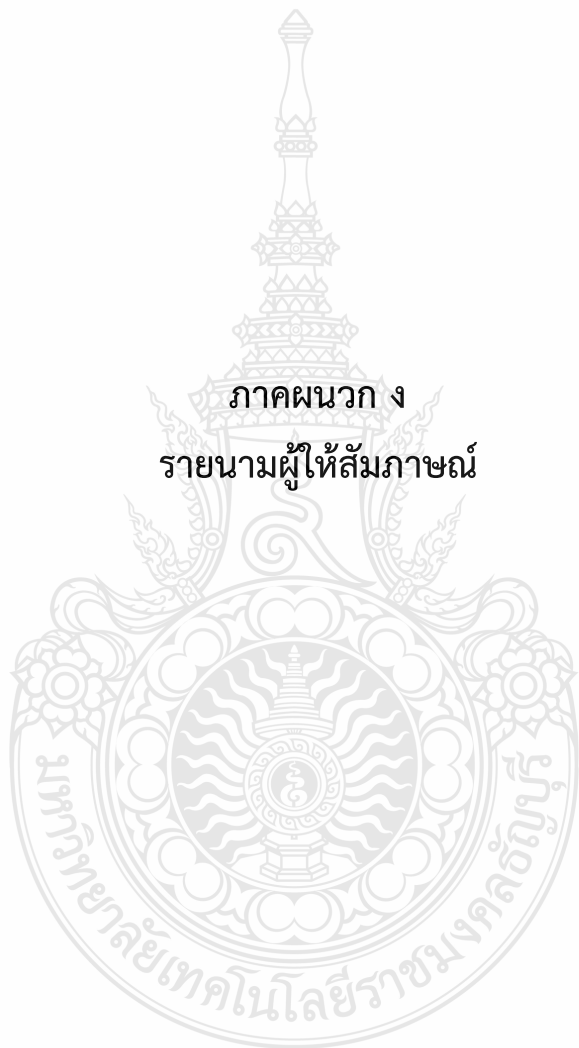 ภาคผนวก ง
รายนามผู้ให้สัมภาษณ์
มหาวิทยาลัยเทคโนโลยีราชมงคลธัญบุรี